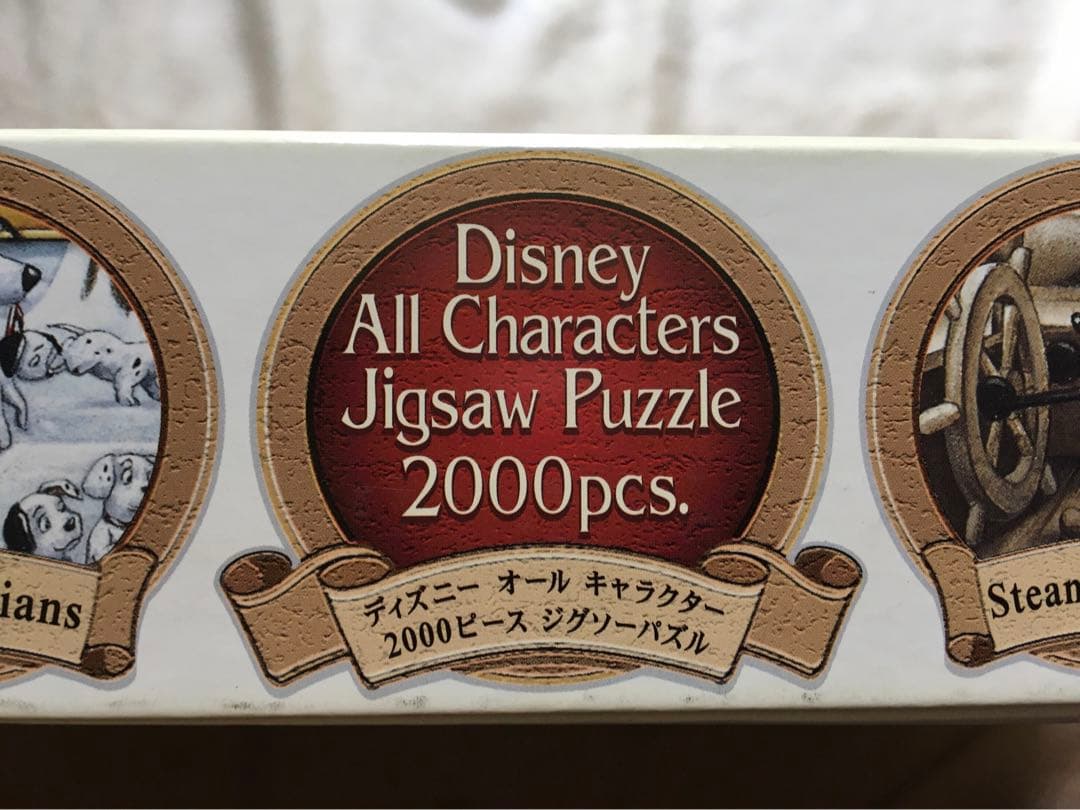 Disney
All Characters
Jigsaw Puzzle
2000pcs.
ディズニー オール キャラクター
2000ピース ジグソーパズル
ians
Steam